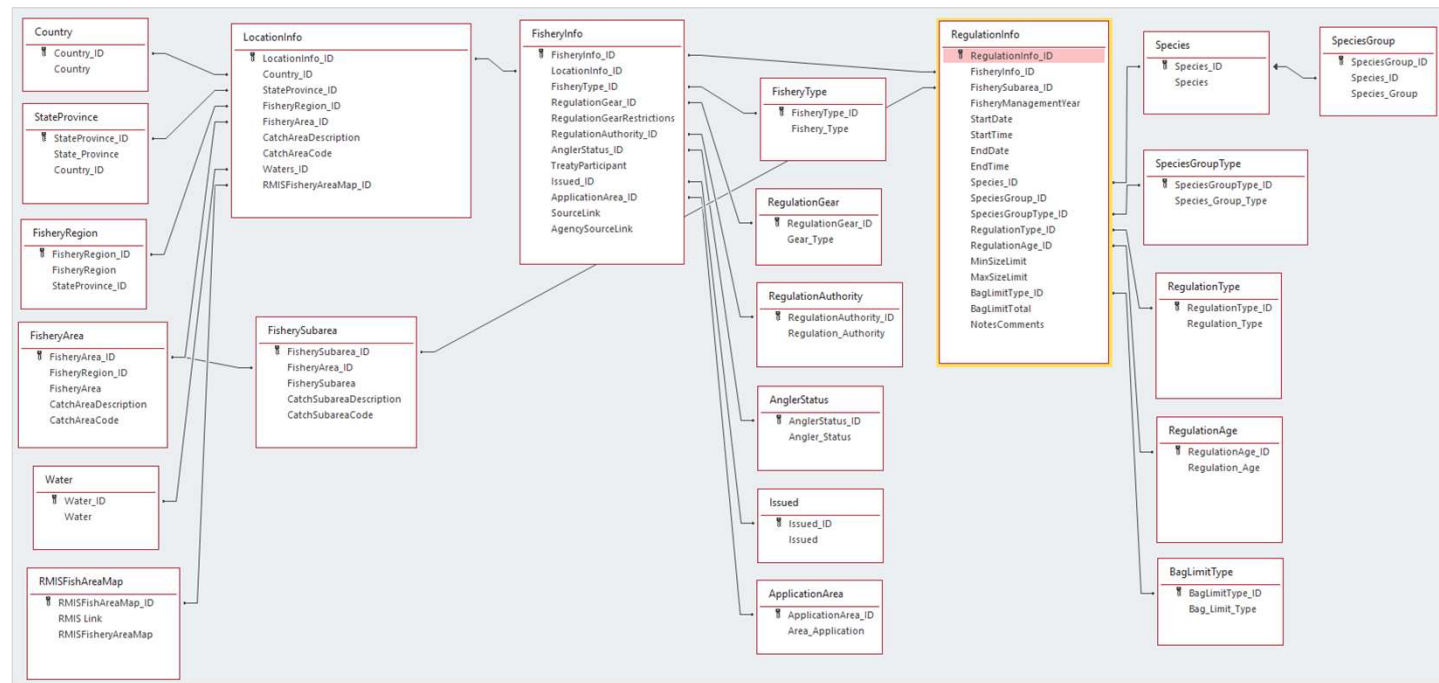 Country
Country_ID
Country
StateProvince
StateProvince_ID
State_Province
Country_ID
FisheryRegion
FisheryRegion_ID
FisheryRegion
StateProvince_ID
FisheryArea
FisheryArea_ID
FisheryRegion_ID
FisheryArea
CatchAreaDescription
CatchAreaCode
Water
Water_ID
Water
RMISFishAreaMap
RMISFishAreaMap_ID
RMIS Link
RMISFisheryAreaMap
LocationInfo
LocationInfo_ID
Country_ID
StateProvince_ID
FisheryRegion_ID
FisheryArea_ID
CatchAreaDescription
CatchAreaCode
Waters_ID
RMISFisheryAreaMap_ID
FisherySubarea
FisherySubarea_ID
FisheryArea_ID
FisherySubarea
CatchSubareaDescription
CatchSubareaCode
FisheryInfo
FisheryInfo_ID
LocationInfo_ID
FisheryType_ID
RegulationGear_ID
RegulationGearRestrictions
RegulationAuthority_ID
AnglerStatus_ID
TreatyParticipant
Issued_ID
ApplicationArea_ID
SourceLink
AgencySourceLink
FisheryType
FisheryType_ID
Fishery_Type
RegulationGear
RegulationGear_ID
Gear_Type
RegulationAuthority
RegulationAuthority_ID
Regulation_Authority
AnglerStatus
AnglerStatus_ID
Angler_Status
Issued
Issued_ID
Issued
ApplicationArea
ApplicationArea_ID
Area_Application
RegulationInfo
RegulationInfo_ID
FisheryInfo_ID
FisherySubarea_ID
FisheryManagementYear
StartDate
StartTime
EndDate
EndTime
Species_ID
SpeciesGroup_ID
SpeciesGroupType_ID
RegulationType_ID
RegulationAge_ID
MinSizeLimit
MaxSizeLimit
BagLimitType_ID
BagLimitTotal
NotesComments
Species
Species_ID
Species
SpeciesGroup
SpeciesGroup_ID
Species_ID
Species_Group
SpeciesGroupType
SpeciesGroupType_ID
Species_Group_Type
RegulationType
RegulationType_ID
Regulation_Type
RegulationAge
RegulationAge_ID
Regulation_Age
BagLimitType
BagLimitType_ID
Bag_Limit_Type